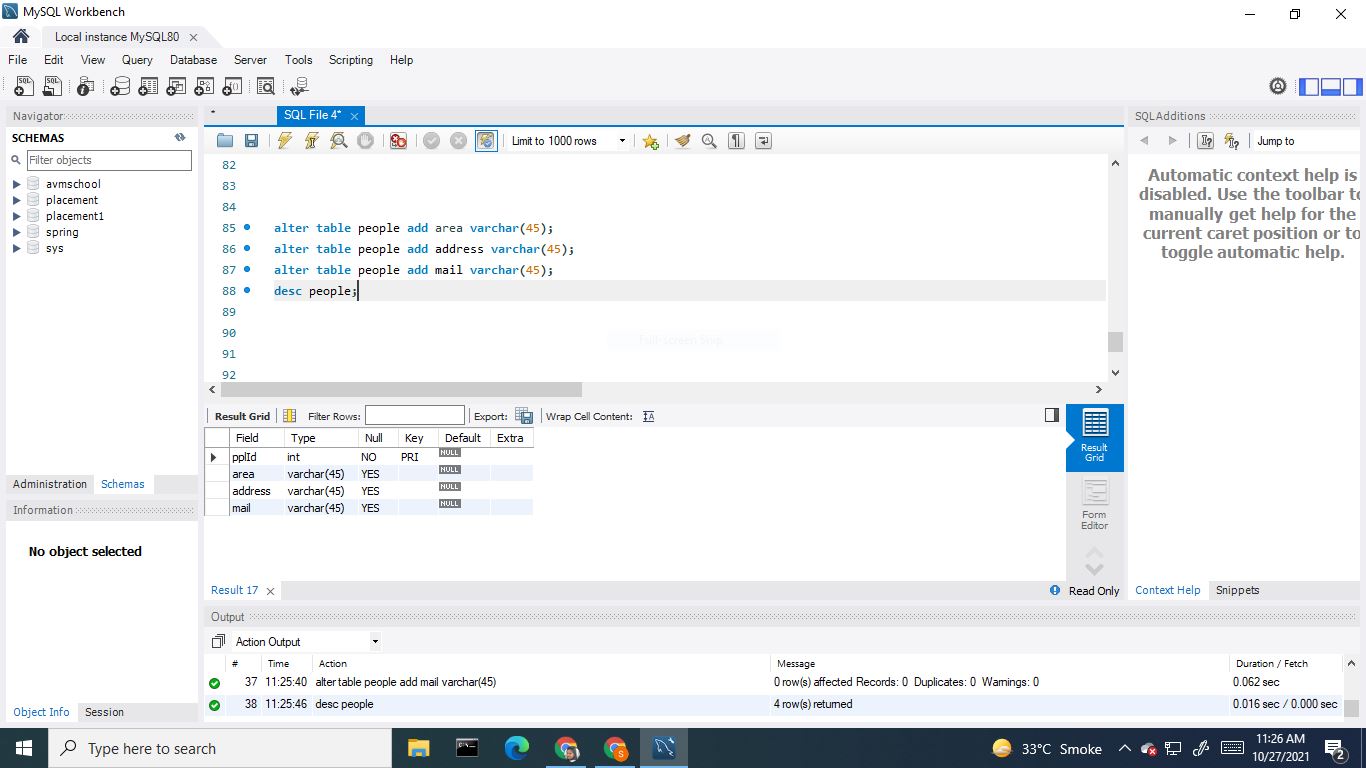 MySQL Workbench
Local instance MySQL80
File Edit View Query Database Server Tools Scripting Help
Navigator
SCHEMAS
Filter objects
avmschool
placement
placement1
spring
sys
Administration Schemas
Information
No object selected
Object Info Session
*
SQL File 4*
Limit to 1000 rows
82
83
84
85 alter table people add area varchar(45);
86 alter table people add address varchar(45);
87 alter table people add mail varchar(45);
88 desc people;
89
90
91
92
Full-screen Snip
Result Grid Filter Rows: Export: Wrap Cell Content:
Field Type Null Key Default Extra
pplId int NO PRI NULL
area varchar(45) YES NULL
address varchar(45) YES NULL
mail varchar(45) YES NULL
Result Grid
Form Editor
Result 17
Read Only
Output
Action Output
# Time Action Message Duration / Fetch
37 11:25:40 alter table people add mail varchar(45) 0 row(s) affected Records: 0 Duplicates: 0 Warnings: 0 0.062 sec
38 11:25:46 desc people 4 row(s) returned 0.016 sec / 0.000 sec
SQLAdditions
Jump to
Automatic context help is
disabled. Use the toolbar to
manually get help for the
current caret position or to
toggle automatic help.
Context Help Snippets
Type here to search
33°C Smoke
11:26 AM
10/27/2021
2